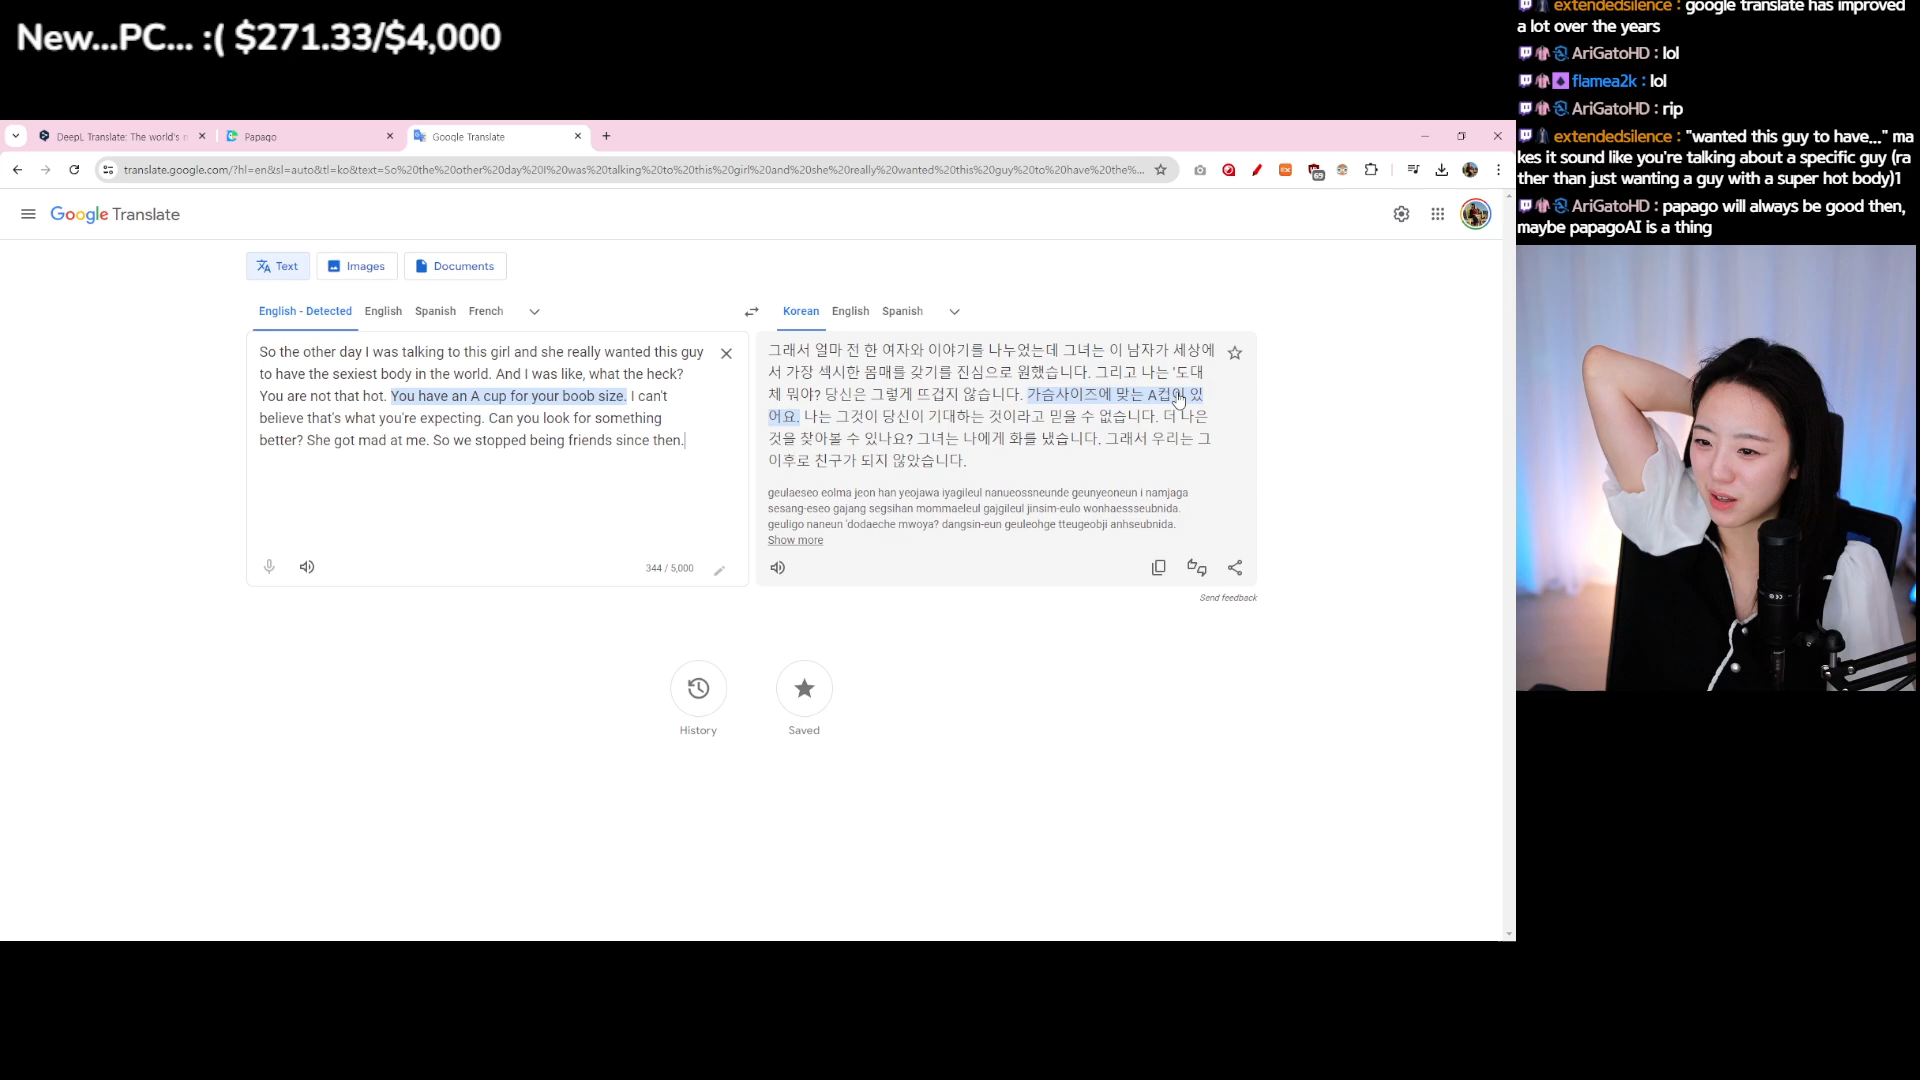 New...PC... :( $271.33/$4,000
extendedsilence : google translate has improved
a lot over the years
AriGatoHD : lol
flamea2k : lol
AriGatoHD : rip
extendedsilence : "wanted this guy to have..." ma
kes it sound like you're talking about a specific guy (ra
ther than just wanting a guy with a super hot body)1
AriGatoHD : papago will always be good then,
maybe papagoAI is a thing
DeepL Translate: The world's
Papago
Google Translate
translate.google.com/?hl=en&sl=auto&tl=ko&text=So%20the%20other%20day%20I%20was%20talking%20to%20this%20girl%20and%20she%20really%20wanted%20this%20guy%20to%20have%20the%...
69
Google Translate
Text
Images
Documents
English - Detected English Spanish French
Korean English Spanish
So the other day I was talking to this girl and she really wanted this guy
to have the sexiest body in the world. And I was like, what the heck?
You are not that hot. You have an A cup for your boob size. I can't
believe that's what you're expecting. Can you look for something
better? She got mad at me. So we stopped being friends since then.
344 / 5,000
그래서 얼마 전 한 여자와 이야기를 나누었는데 그녀는 이 남자가 세상에
서 가장 섹시한 몸매를 갖기를 진심으로 원했습니다. 그리고 나는 '도대
체 뭐야? 당신은 그렇게 뜨겁지 않습니다. 가슴사이즈에 맞는 A컵이 있
어요. 나는 그것이 당신이 기대하는 것이라고 믿을 수 없습니다. 더 나은
것을 찾아볼 수 있나요? 그녀는 나에게 화를 냈습니다. 그래서 우리는 그
이후로 친구가 되지 않았습니다.
geulaeseo eolma jeon han yeojawa iyagileul nanueossneunde geunyeoneun i namjaga
sesang-eseo gajang segsihan mommaeleul gajgileul jinsim-eulo wonhaessseubnida.
geuligo naneun 'dodaeche mwoya? dangsin-eun geuleohge tteugeobji anhseubnida.
Show more
Send feedback
History
Saved